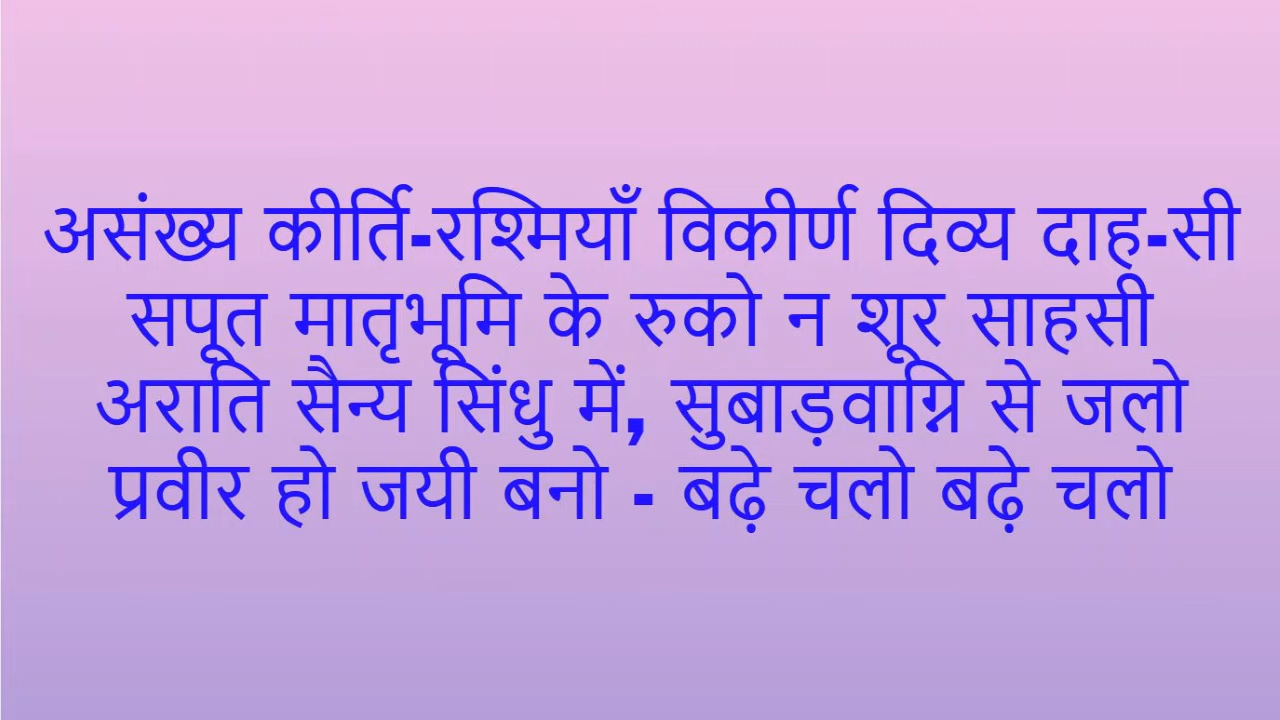 असंख्य कीर्ति-रश्मियाँ विकीर्ण दिव्य दाह-सी
सपूत मातृभूमि के रुको न शूर साहसी
अराति सैन्य सिंधु में, सुबाड़वाग्नि से जलो
प्रवीर हो जयी बनो - बढ़े चलो बढ़े चलो